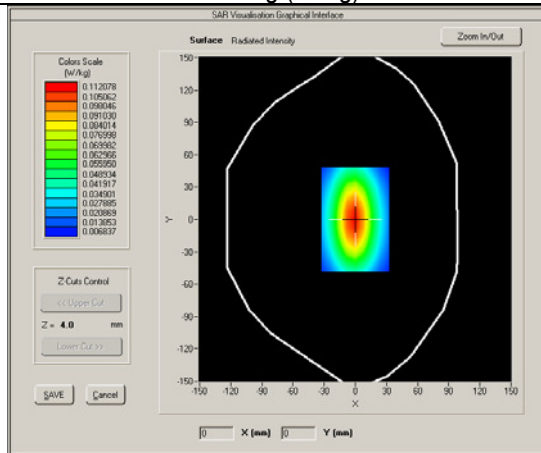 SAR Visualisation Graphical Interface
Surface Radiated Intensity
Zoom In/Out
Colors Scale
(W/kg)
0.112078
0.105062
0.098046
0.091030
0.084014
0.076998
0.069982
0.062966
0.055950
0.048934
0.041917
0.034901
0.027885
0.020869
0.013853
0.006837
Z-Cuts Control
<< Upper Cut
Z = 4.0 mm
Lower Cut >>
SAVE Cancel
150-
120-
90-
60-
30-
0-
-30-
-60-
-90-
-120-
-150-
Y
-150 -120 -90 -60 -30 0 30 60 90 120 150
X
0 X (mm) 0 Y (mm)